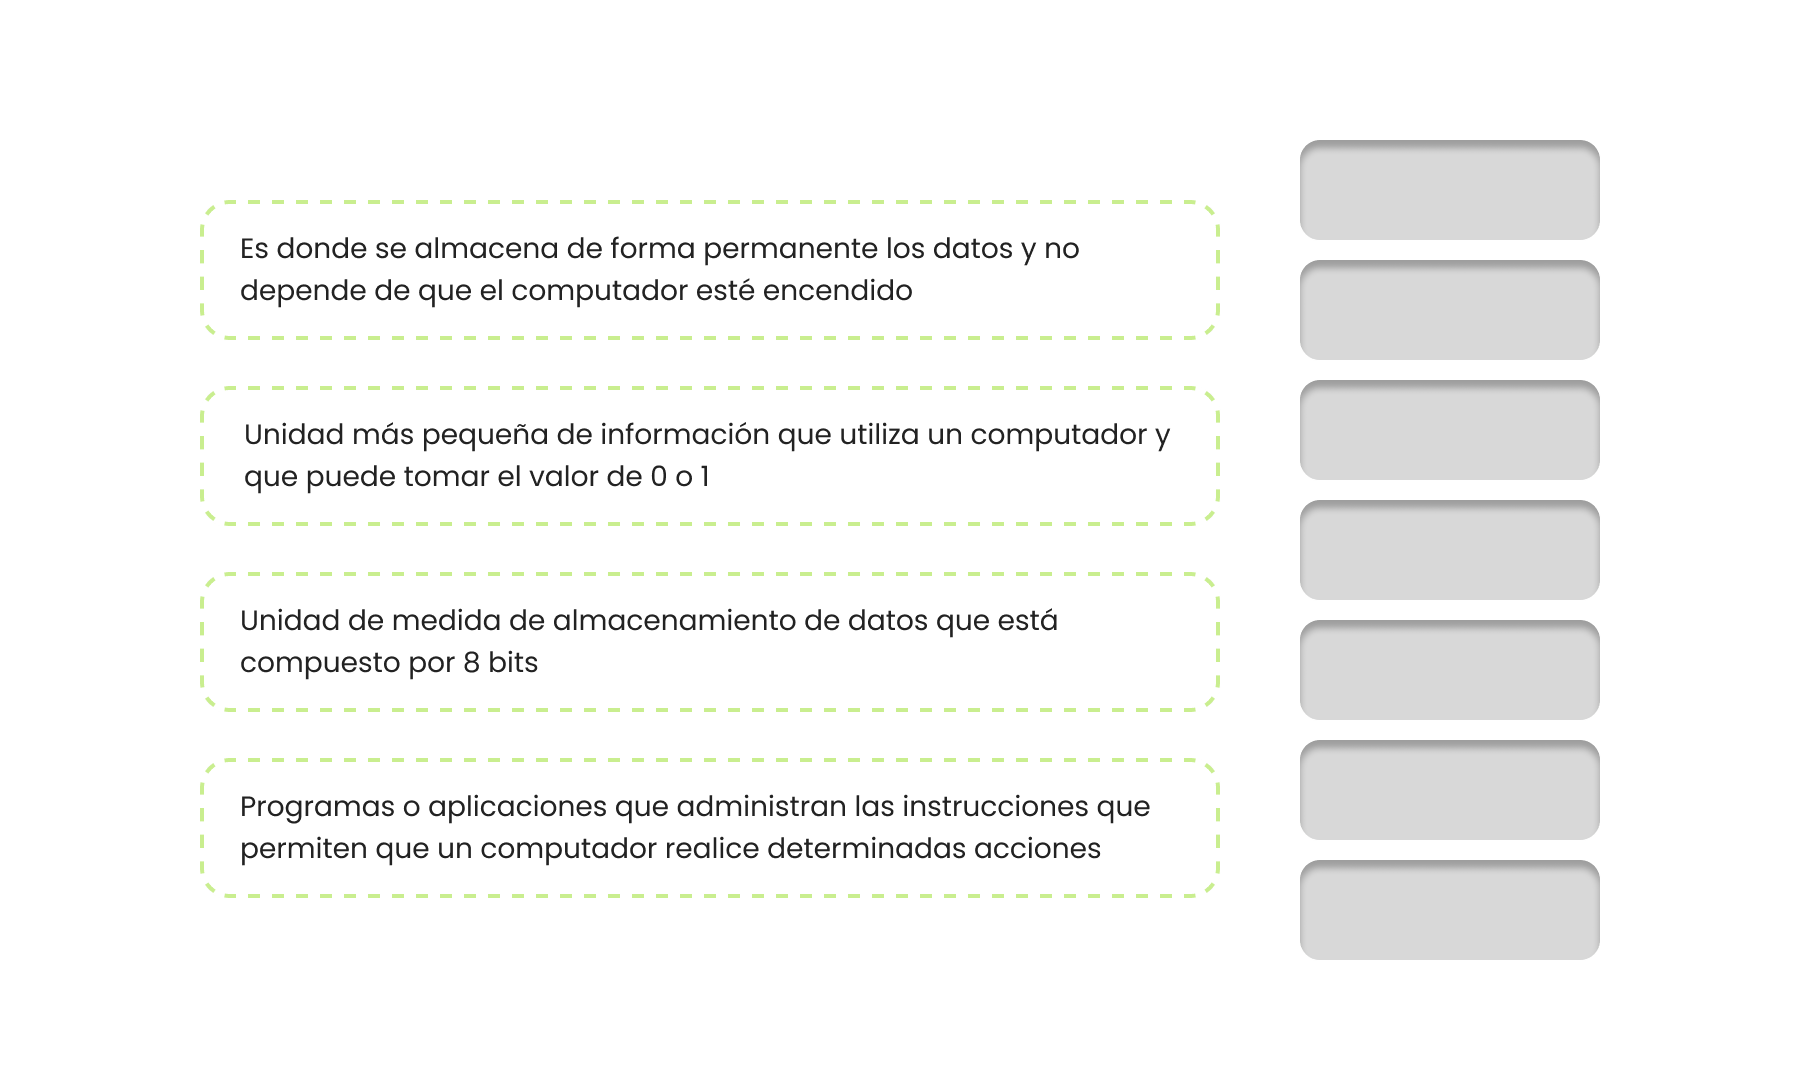 Es donde se almacena de forma permanente los datos y no
depende de que el computador esté encendido
Unidad más pequeña de información que utiliza un computador y
que puede tomar el valor de 0 o 1
Unidad de medida de almacenamiento de datos que está
compuesto por 8 bits
Programas o aplicaciones que administran las instrucciones que
permiten que un computador realice determinadas acciones